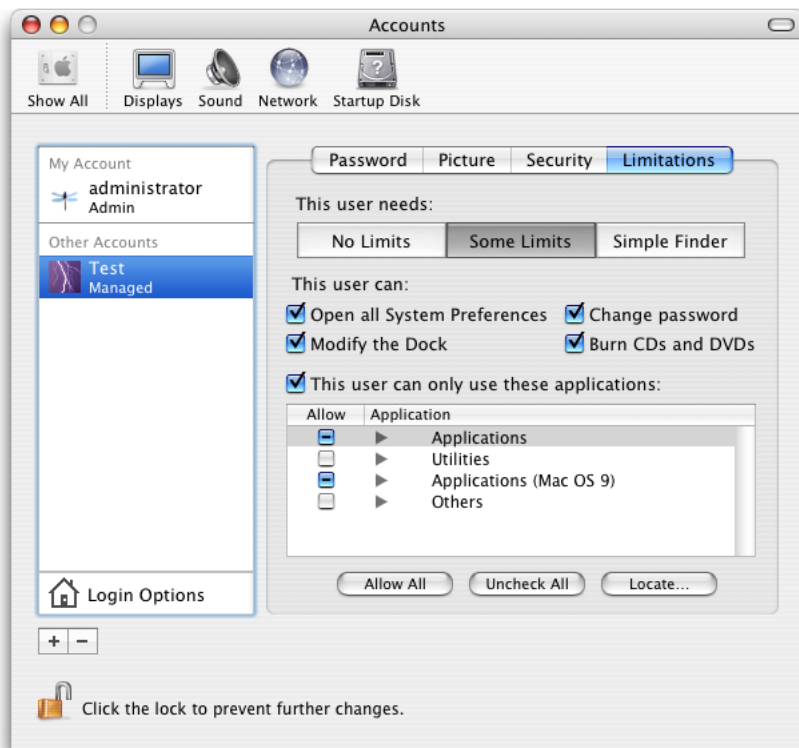 Accounts
Show All Displays Sound Network Startup Disk
My Account
administrator
Admin
Other Accounts
Test
Managed
Login Options
Password Picture Security Limitations
This user needs:
No Limits Some Limits Simple Finder
This user can:
Open all System Preferences Change password
Modify the Dock Burn CDs and DVDs
This user can only use these applications:
Allow Application
Applications
Utilities
Applications (Mac OS 9)
Others
Allow All Uncheck All Locate...
Click the lock to prevent further changes.